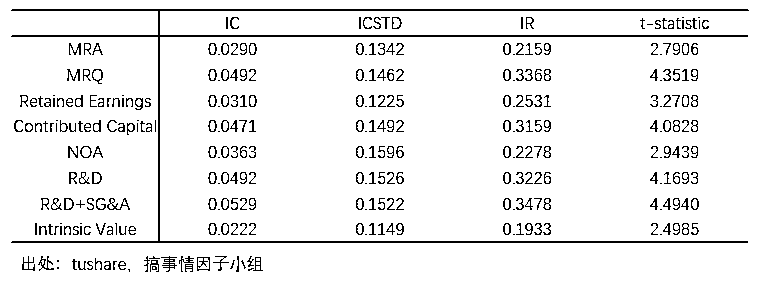 IC ICSTD IR t-statistic
MRA 0.0290 0.1342 0.2159 2.7906
MRQ 0.0492 0.1462 0.3368 4.3519
Retained Earnings 0.0310 0.1225 0.2531 3.2708
Contributed Capital 0.0471 0.1492 0.3159 4.0828
NOA 0.0363 0.1596 0.2278 2.9439
R&D 0.0492 0.1526 0.3226 4.1693
R&D+SG&A 0.0529 0.1522 0.3478 4.4940
Intrinsic Value 0.0222 0.1149 0.1933 2.4985
出处：tushare，搞事情因子小组